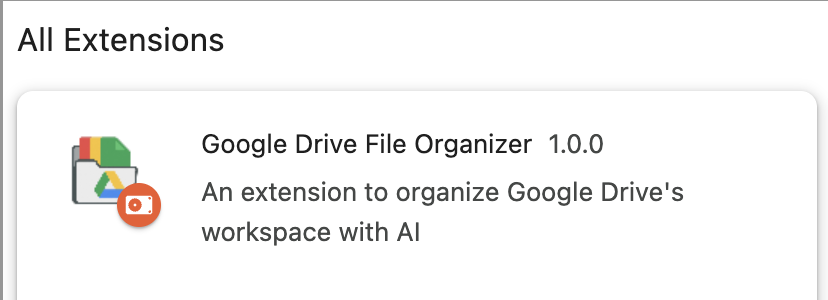 All Extensions
Google Drive File Organizer 1.0.0
An extension to organize Google Drive's
workspace with AI